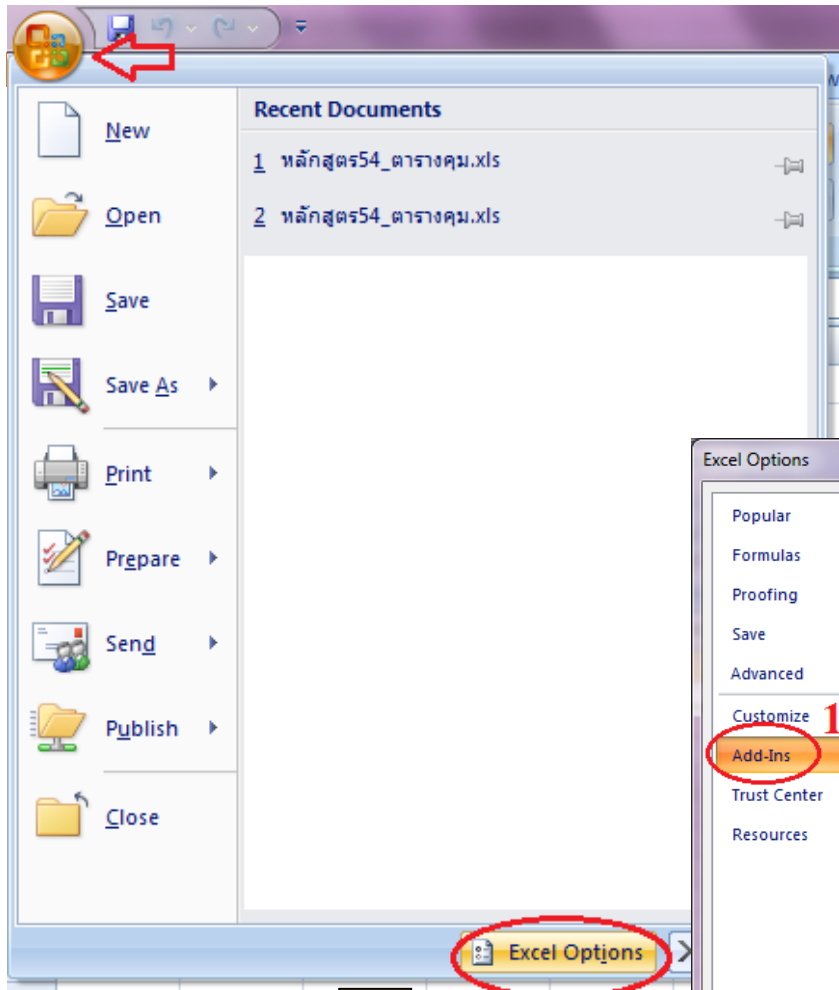 Recent Documents
New
1 หลักสูตร54_ตารางคุม.xls
Open
2 หลักสูตร54_ตารางคุม.xls
Save
Save As
Print
Prepare
Send
Publish
Close
Excel Options
Excel Options
Popular
Formulas
Proofing
Save
Advanced
Customize 1
Add-Ins
Trust Center
Resources